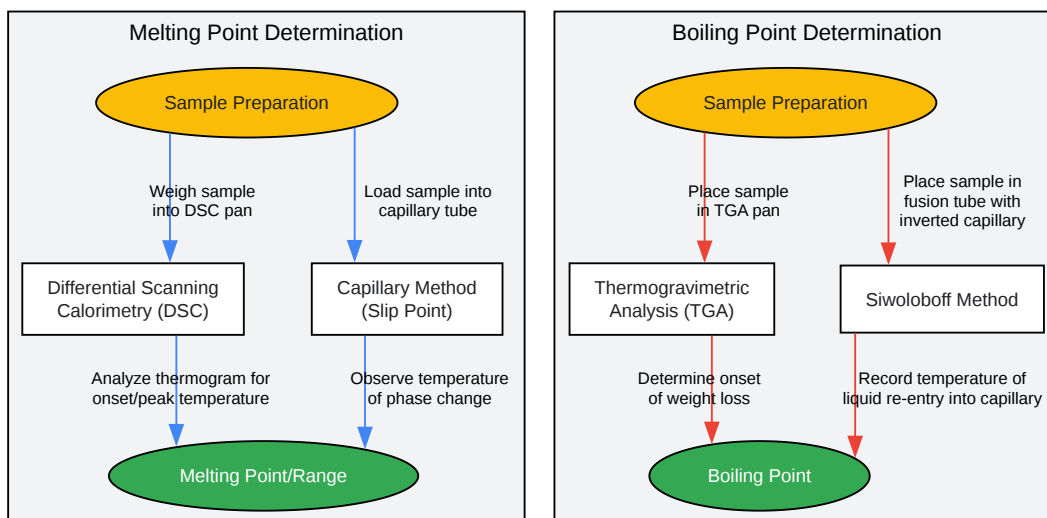 Melting Point Determination
Sample Preparation
Weigh sample
into DSC pan
Load sample into
capillary tube
Differential Scanning
Calorimetry (DSC)
Capillary Method
(Slip Point)
Analyze thermogram for
onset/peak temperature
Observe temperature
of phase change
Melting Point/Range
Boiling Point Determination
Sample Preparation
Place sample
in TGA pan
Place sample in
fusion tube with
inverted capillary
Thermogravimetric
Analysis (TGA)
Siwoloboff Method
Determine onset
of weight loss
Record temperature of
liquid re-entry into capillary
Boiling Point